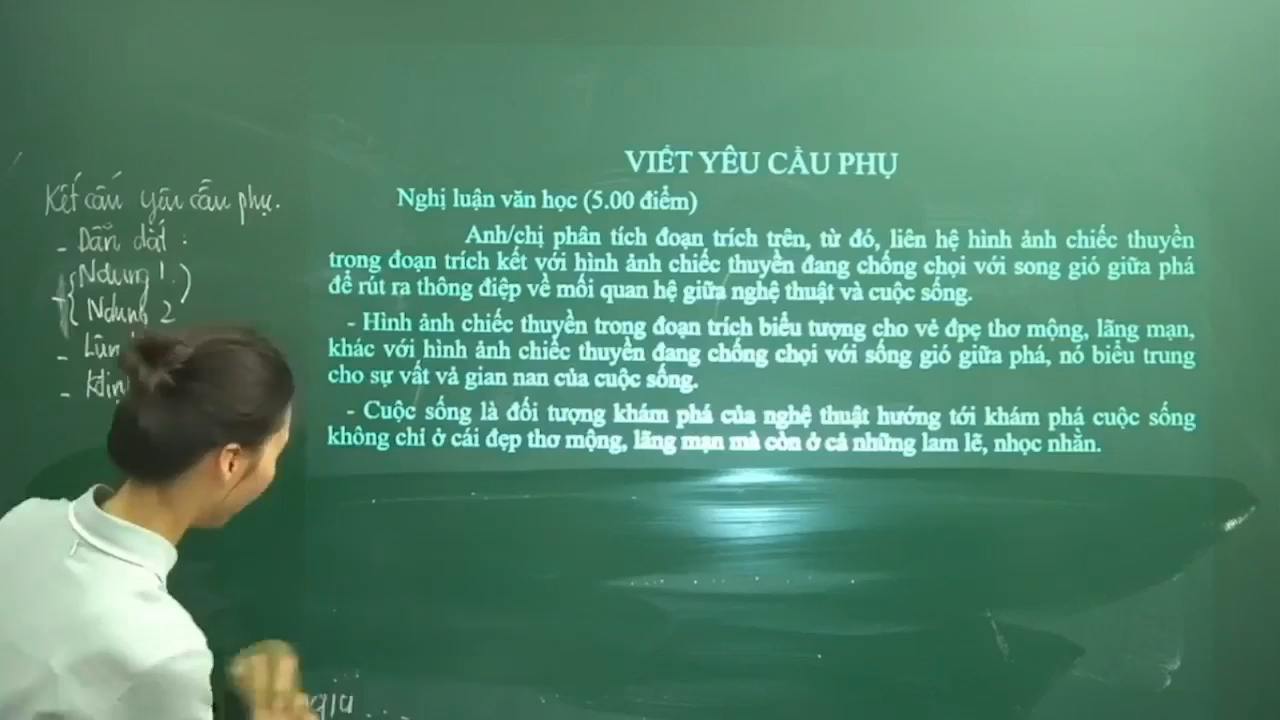 VIẾT YÊU CẦU PHỤ
Nghị luận văn học (5.00 điểm)
Anh/chị phân tích đoạn trích trên, từ đó, liên hệ hình ảnh chiếc thuyền
trong đoạn trích kết với hình ảnh chiếc thuyền đang chống chọi với song gió giữa phá
để rút ra thông điệp về mối quan hệ giữa nghệ thuật và cuộc sống.
- Hình ảnh chiếc thuyền trong đoạn trích biểu tượng cho vẻ đpẹ thơ mộng, lãng mạn,
khác với hình ảnh chiếc thuyền đang chống chọi với sống gió giữa phá, nó biểu trung
cho sự vất vả gian nan của cuộc sống.
- Cuộc sống là đối tượng khám phá của nghệ thuật hướng tới khám phá cuộc sống
không chỉ ở cái đẹp thơ mộng, lãng mạn mà còn ở cả những lam lẽ, nhọc nhằn.
Kết cấu yêu cầu phụ.
- Dẫn dắt :
Ndung 1
Ndung 2